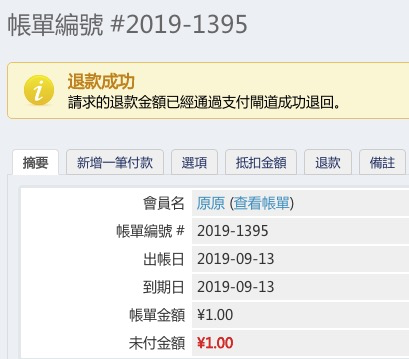 帳單編號 #2019-1395
退款成功
請求的退款金額已經通過支付閘道成功退回。
摘要 新增一筆付款 選項 抵扣金額 退款 備註
會員名 原原 (查看帳單)
帳單編號 # 2019-1395
出帳日 2019-09-13
到期日 2019-09-13
帳單金額 ¥1.00
未付金額 ¥1.00